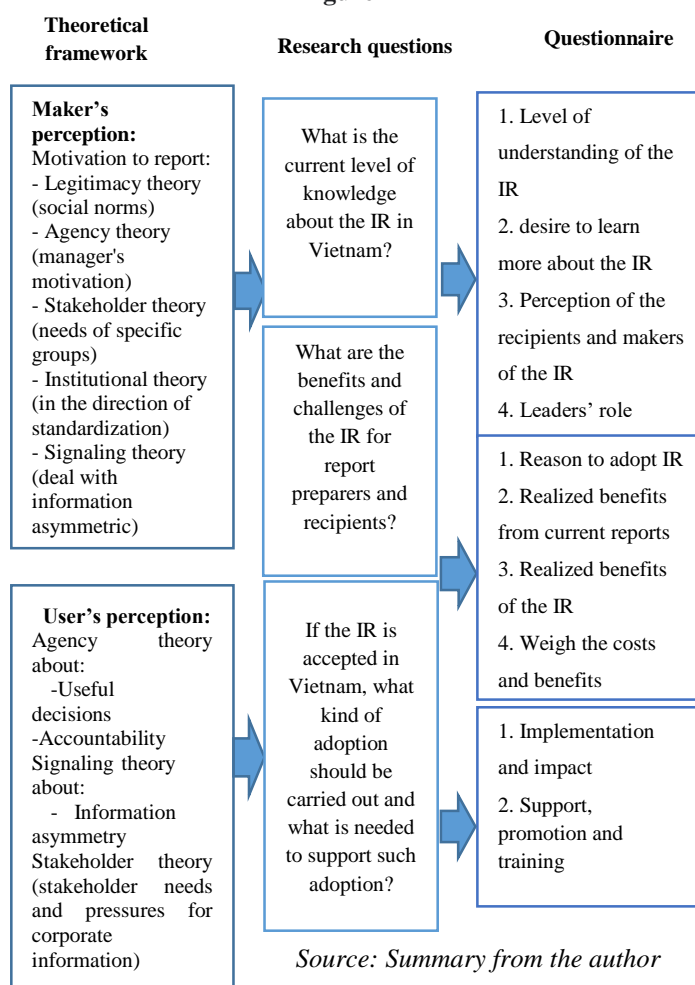 Theoretical
framework
Research questions
Questionnaire
Maker's
perception:
Motivation to report:
- Legitimacy theory
(social norms)
- Agency theory
(manager's
motivation)
- Stakeholder theory
(needs of specific
groups)
- Institutional theory
(in the direction of
standardization)
- Signaling theory
(deal with
information
asymmetric)
User's perception:
Agency theory
about:
-Useful
decisions
-Accountability
Signaling theory
about:
- Information
asymmetry
Stakeholder theory
(stakeholder needs
and pressures for
corporate
information)
What is the
current level of
knowledge
about the IR in
Vietnam?
What are the
benefits and
challenges of
the IR for
report
preparers and
recipients?
If the IR is
accepted in
Vietnam, what
kind of
adoption
should be
carried out and
what is needed
to support such
adoption?
1. Level of
understanding of the
IR
2. desire to learn
more about the IR
3. Perception of the
recipients and makers
of the IR
4. Leaders' role
1. Reason to adopt IR
2. Realized benefits
from current reports
3. Realized benefits
of the IR
4. Weigh the costs
and benefits
1. Implementation
and impact
2. Support,
promotion and
training
Source: Summary from the author